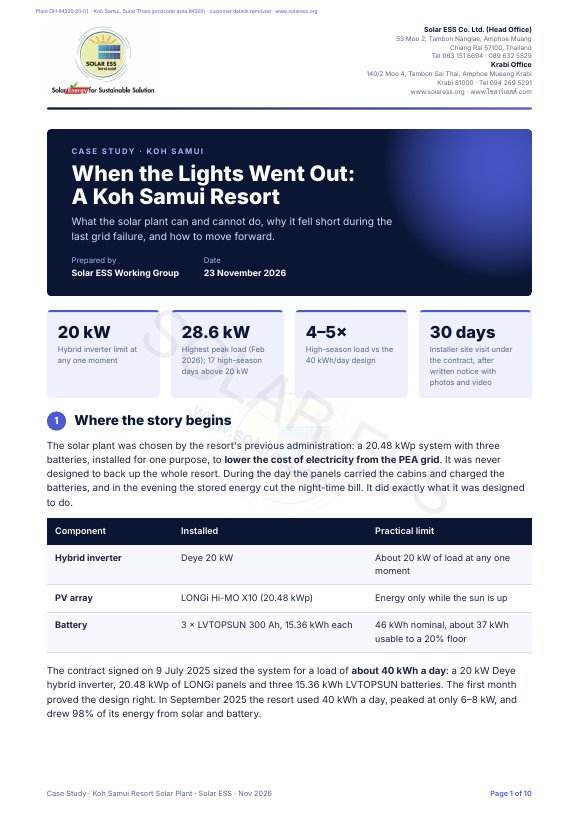 Plant DH-84320-20-01 · Koh Samui, Surat Thani (postcode area 84320) · customer details removed · www.solaress.org
SOLAR ESS
Solar Energy for Sustainable Solution
Solar ESS Co. Ltd. (Head Office)
53 Moo 2, Tambon Nanglae, Amphoe Muang
Chiang Rai 57100, Thailand
Tel 063 151 6694 · 089 632 5829
Krabi Office
140/2 Moo 4, Tambon Sai Thai, Amphoe Mueang Krabi
Krabi 81000 · Tel 094 269 5291
www.solaress.org · www.โซลาร์เอสส์.com
CASE STUDY · KOH SAMUI
When the Lights Went Out:
A Koh Samui Resort
What the solar plant can and cannot do, why it fell short during the
last grid failure, and how to move forward.
Prepared by
Solar ESS Working Group
Date
23 November 2026
20 kW
Hybrid inverter limit at
any one moment
28.6 kW
Highest peak load (Feb
2026); 17 high-season
days above 20 kW
4–5×
High-season load vs the
40 kWh/day design
30 days
Installer site visit under
the contract, after
written notice with
photos and video
1 Where the story begins
The solar plant was chosen by the resort's previous administration: a 20.48 kWp system with three
batteries, installed for one purpose, to lower the cost of electricity from the PEA grid. It was never
designed to back up the whole resort. During the day the panels carried the cabins and charged the
batteries, and in the evening the stored energy cut the night-time bill. It did exactly what it was designed
to do.
Component Installed Practical limit
Hybrid inverter Deye 20 kW About 20 kW of load at any one
moment
PV array LONGi Hi-MO X10 (20.48 kWp) Energy only while the sun is up
Battery 3 × LVTOPSUN 300 Ah, 15.36 kWh each 46 kWh nominal, about 37 kWh
usable to a 20% floor
The contract signed on 9 July 2025 sized the system for a load of about 40 kWh a day: a 20 kW Deye
hybrid inverter, 20.48 kWp of LONGi panels and three 15.36 kWh LVTOPSUN batteries. The first month
proved the design right. In September 2025 the resort used 40 kWh a day, peaked at only 6–8 kW, and
drew 98% of its energy from solar and battery.
Case Study · Koh Samui Resort Solar Plant · Solar ESS · Nov 2026
Page 1 of 10